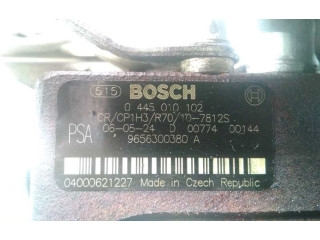 515 BOSCH
0 445 010 102
CR/CP1H3/R70/10-7812S
PSA 06-05-24 D 00774 00144
9656300380 A
04000621227 Made in Czech Republic